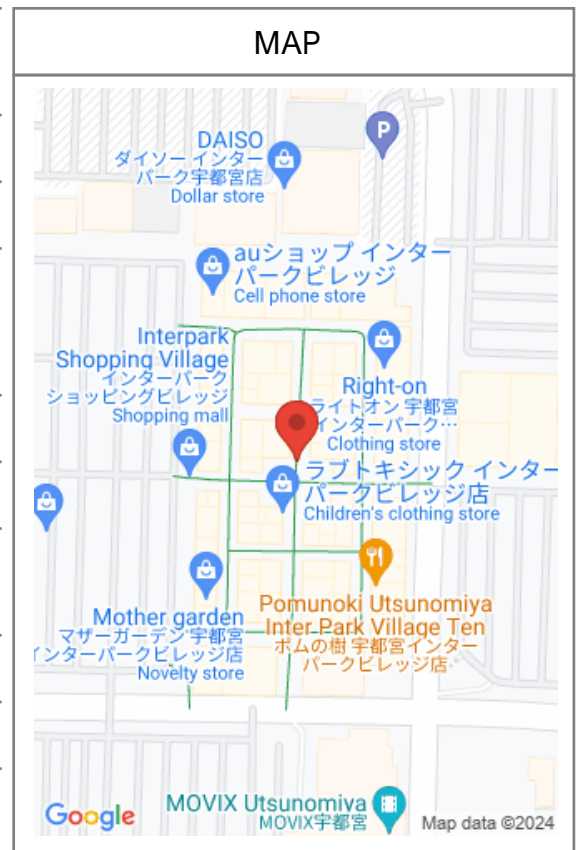 MAP
DAISO
ダイソー インター
パーク宇都宮店
Dollar store
auショップ インター
パークビレッジ
Cell phone store
Interpark
Shopping Village
インターパーク
ショッピングビレッジ
Shopping mall
Right-on
ライトオン 宇都宮
インターパーク…
Clothing store
ラブトキシック インター
パークビレッジ店
Children's clothing store
Mother garden
マザーガーデン 宇都宮
インターパークビレッジ店
Novelty store
Pomunoki Utsunomiya
Inter Park Village Ten
ポムの樹 宇都宮インター
パークビレッジ店
MOVIX Utsunomiya
MOVIX宇都宮
Google
Map data ©2024
P